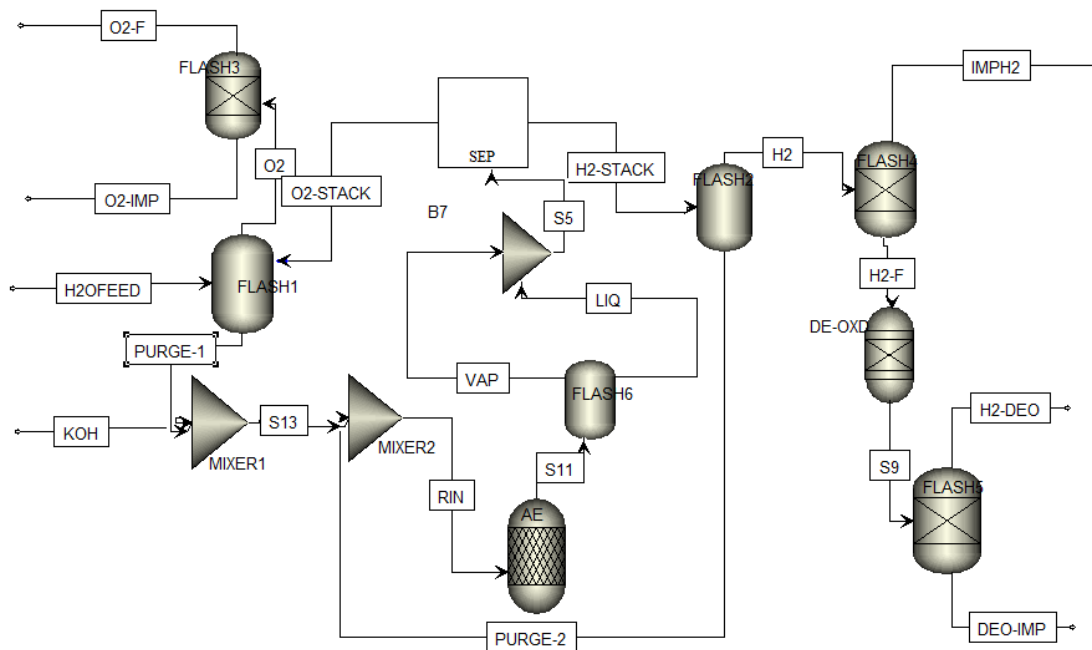 O2-F
FLASH3
O2
O2-IMP
O2-STACK
H2OFEED
FLASH1
PURGE-1
KOH
MIXER1
S13
MIXER2
RIN
AE
S11
FLASH6
VAP
LIQ
B7
S5
SEP
H2-STACK
FLASH2
H2
PURGE-2
IMPH2
FLASH4
H2-F
DE-OXD
S9
H2-DEO
FLASH5
DEO-IMP